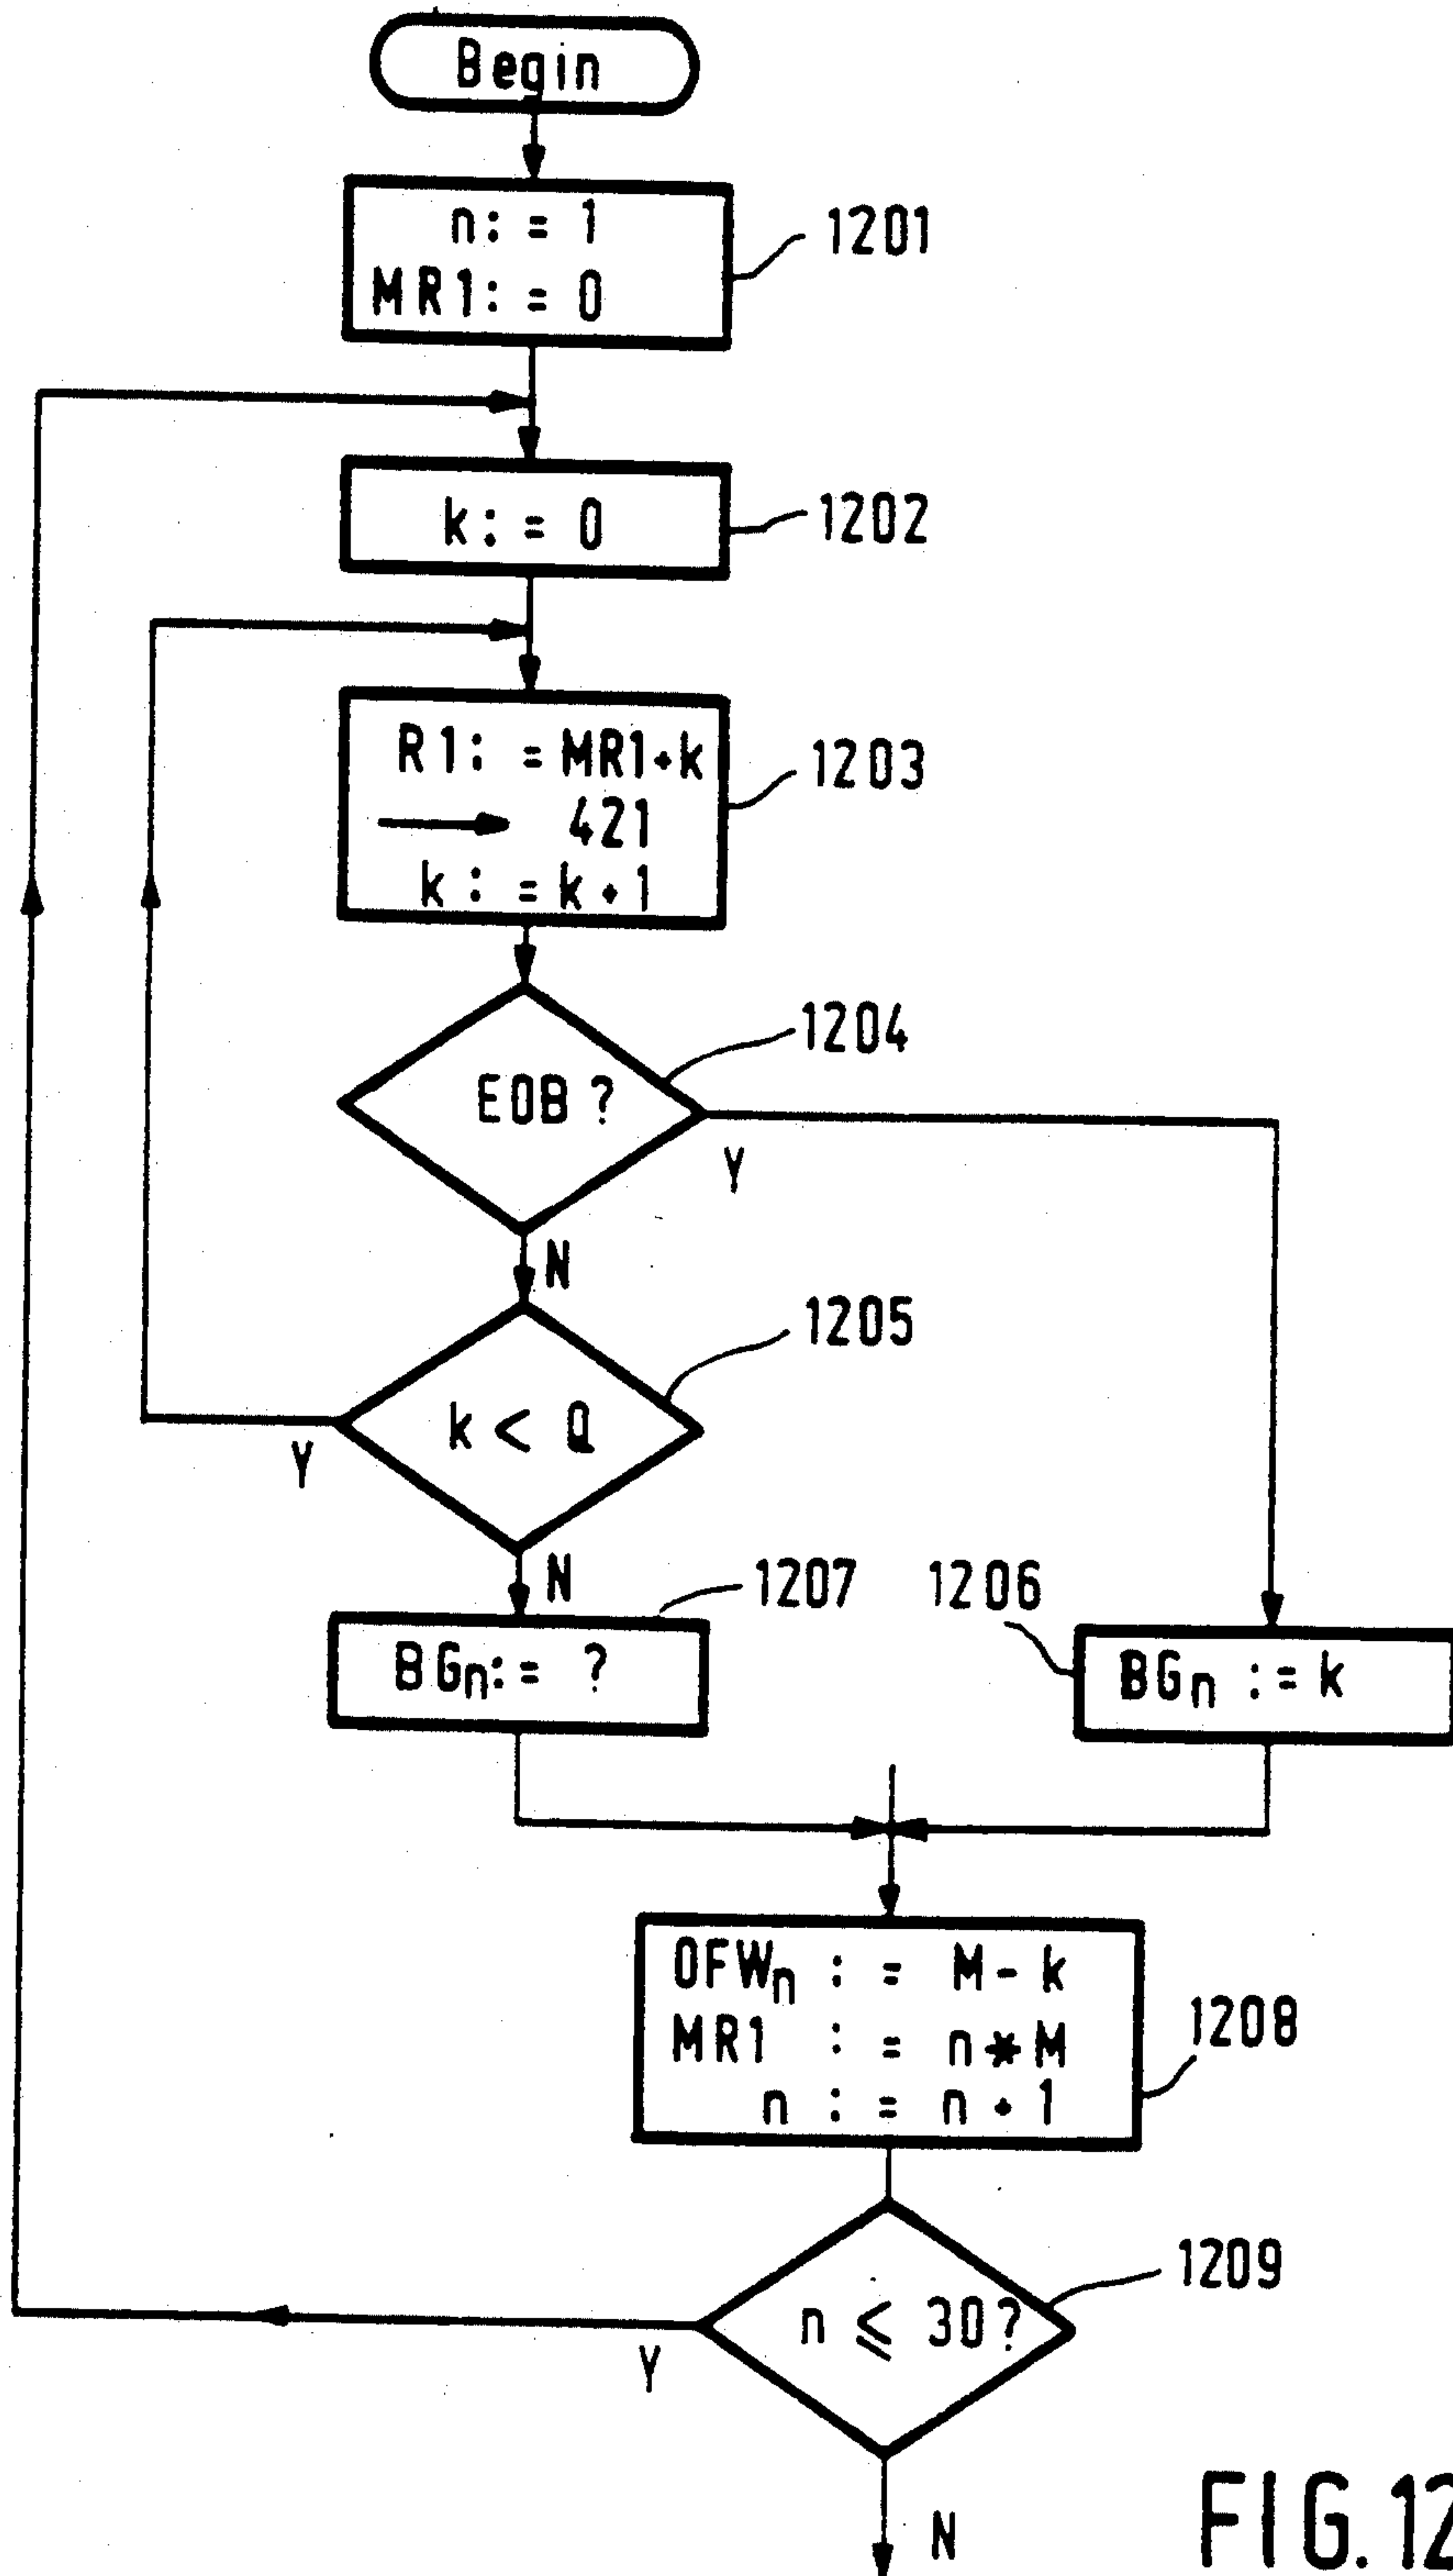 Begin
n: = 1
MR1: = 0
1201
k: = 0
1202
R1: = MR1+k
→ 421
k: = k + 1
1203
EOB ?
1204
Y
N
k < Q
1205
Y
N
BGn: = ?
1207
BGn := k
1206
OFWn : = M - k
MR1 : = n * M
n : = n + 1
1208
n ≤ 30?
1209
Y
N
FIG. 12